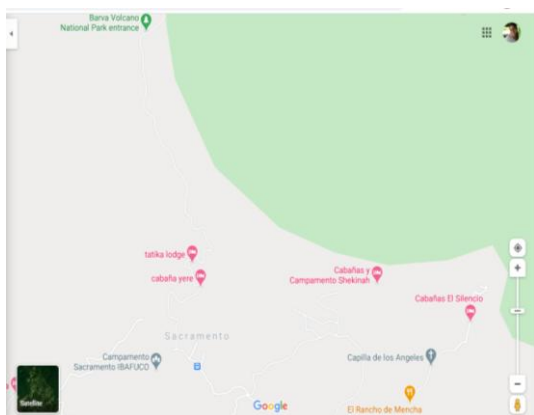 Barva Volcano
National Park entrance
tatika lodge
cabaña yere
Cabañas y
Campamento Shekinah
Cabañas El Silencio
Sacramento
Campamento
Sacramento IBAFUCO
Capilla de los Angeles
Google
El Rancho de Mencha
Satellite